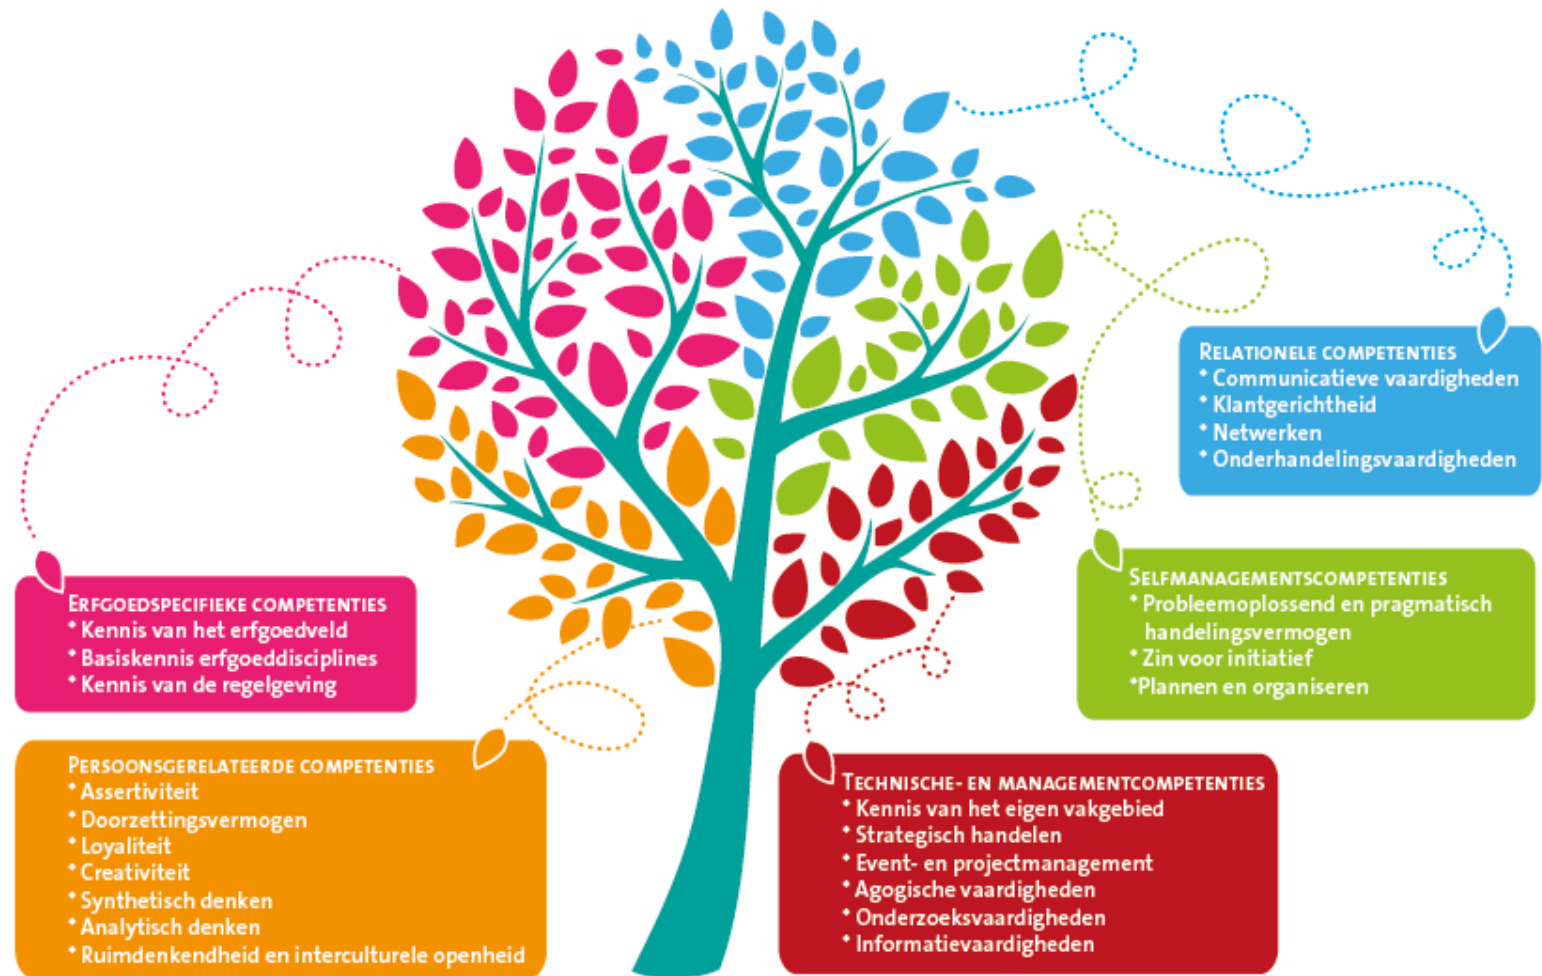 RELATIONELE COMPETENTIES
* Communicatieve vaardigheden
* Klantgerichtheid
* Netwerken
* Onderhandelingsvaardigheden
SELFMANAGEMENTSCOMPETENTIES
* Probleemoplossend en pragmatisch
handelingsvermogen
* Zin voor initiatief
*Plannen en organiseren
ERFGOEDSPECIFIEKE COMPETENTIES
* Kennis van het erfgoedveld
* Basiskennis erfgoeddisciplines
* Kennis van de regelgeving
PERSOONSGERELATEERDE COMPETENTIES
* Assertiviteit
* Doorzettingsvermogen
* Loyaliteit
* Creativiteit
* Synthetisch denken
* Analytisch denken
* Ruimdenkendheid en interculturele openheid
TECHNISCHE- EN MANAGEMENTCOMPETENTIES
* Kennis van het eigen vakgebied
* Strategisch handelen
* Event- en projectmanagement
* Agogische vaardigheden
* Onderzoeksvaardigheden
* Informatievaardigheden